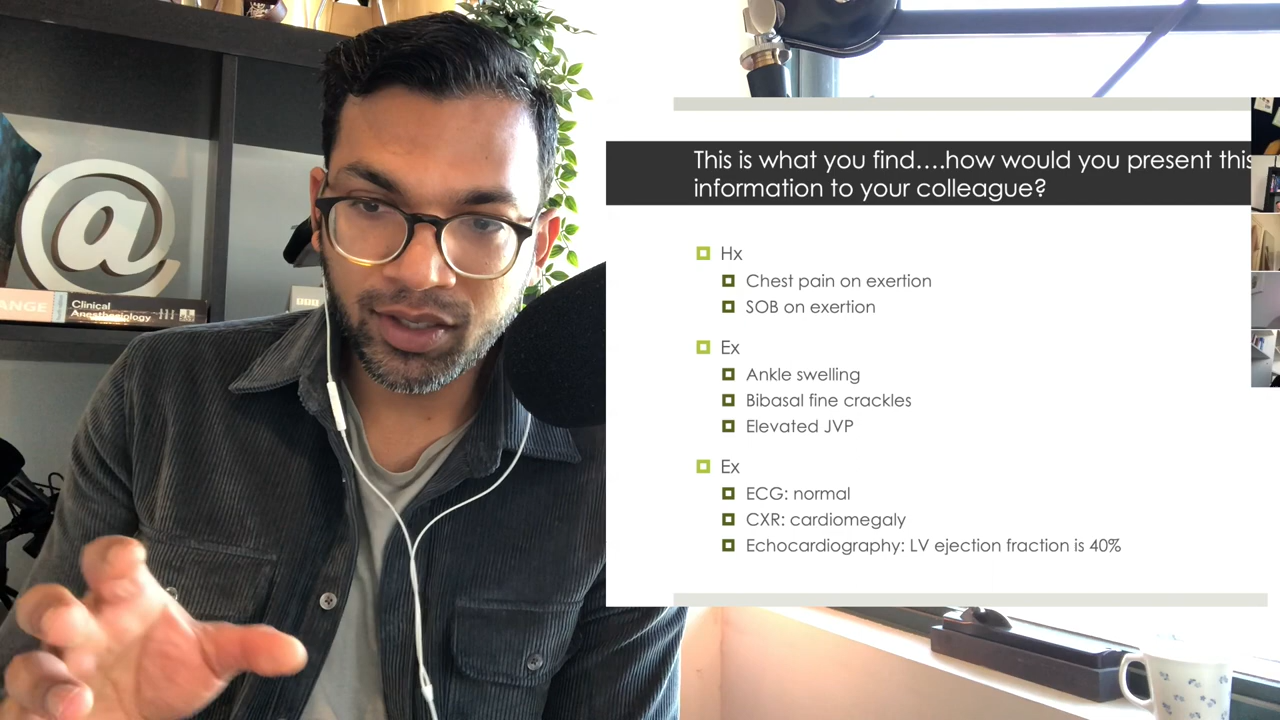 @
ANGE
Clinical
Anesthesiology
This is what you find....how would you present this
information to your colleague?
Hx
Chest pain on exertion
SOB on exertion
Ex
Ankle swelling
Bibasal fine crackles
Elevated JVP
Ex
ECG: normal
CXR: cardiomegaly
Echocardiography: LV ejection fraction is 40%